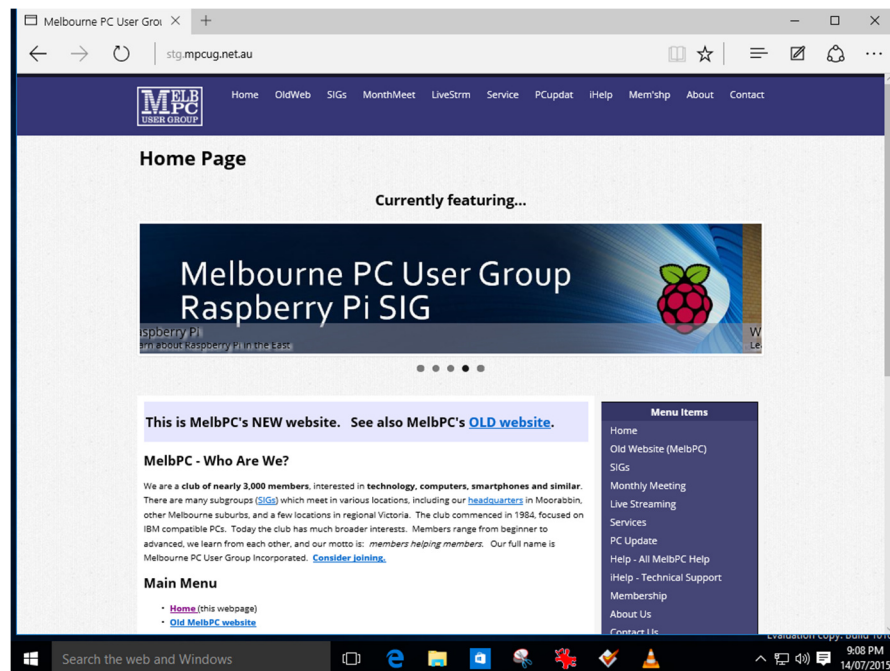 Melbourne PC User Grou
stg.mpcug.net.au
MELB
PC
USER GROUP
Home OldWeb SIGs MonthMeet LiveStrm Service PCupdat iHelp Mem'shp About Contact
Home Page
Currently featuring...
Melbourne PC User Group
Raspberry Pi SIG
aspberry Pi
W
arn about Raspberry Pi in the East
Le
This is MelbPC's NEW website. See also MelbPC's OLD website.
MelbPC - Who Are We?
We are a club of nearly 3,000 members, interested in technology, computers, smartphones and similar.
There are many subgroups (SIGs) which meet in various locations, including our headquarters in Moorabbin,
other Melbourne suburbs, and a few locations in regional Victoria. The club commenced in 1984, focused on
IBM compatible PCs. Today the club has much broader interests. Members range from beginner to
advanced, we learn from each other, and our motto is: members helping members. Our full name is
Melbourne PC User Group Incorporated. Consider joining.
Main Menu
• Home (this webpage)
• Old MelbPC website
Menu Items
Home
Old Website (MelbPC)
SIGs
Monthly Meeting
Live Streaming
Services
PC Update
Help - All MelbPC Help
iHelp - Technical Support
Membership
About Us
Contact Us
Evaluation copy. Build
Search the web and Windows
9:08 PM
14/07/2015